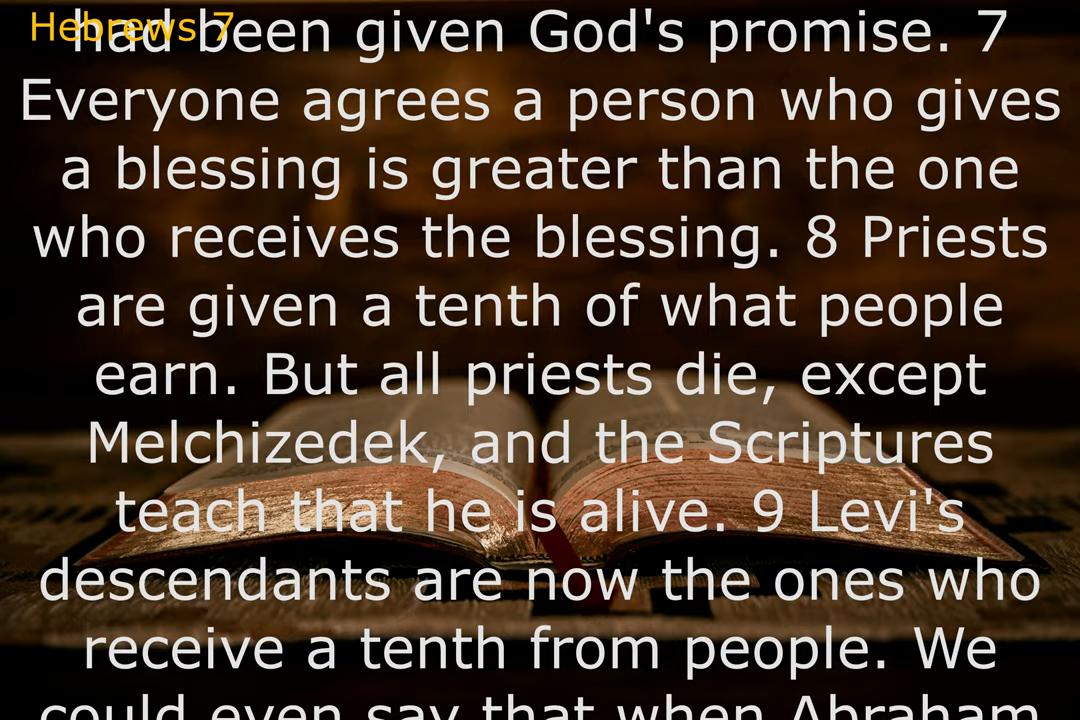 Hebrews 7
had been given God's promise. 7
Everyone agrees a person who gives
a blessing is greater than the one
who receives the blessing. 8 Priests
are given a tenth of what people
earn. But all priests die, except
Melchizedek, and the Scriptures
teach that he is alive. 9 Levi's
descendants are now the ones who
receive a tenth from people. We
could even say that when Abraham